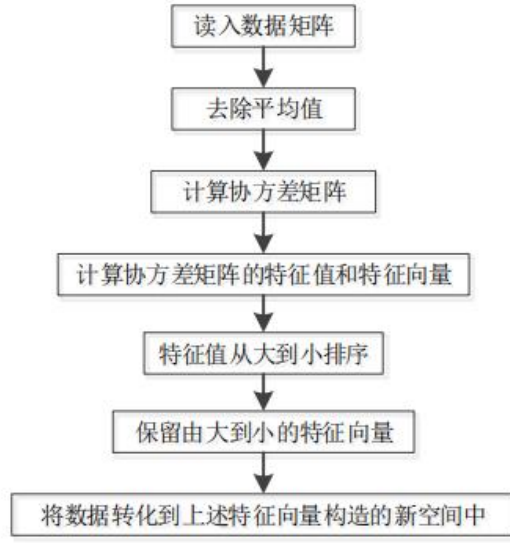 读入数据矩阵
去除平均值
计算协方差矩阵
计算协方差矩阵的特征值和特征向量
特征值从大到小排序
保留由大到小的特征向量
将数据转化到上述特征向量构造的新空间中